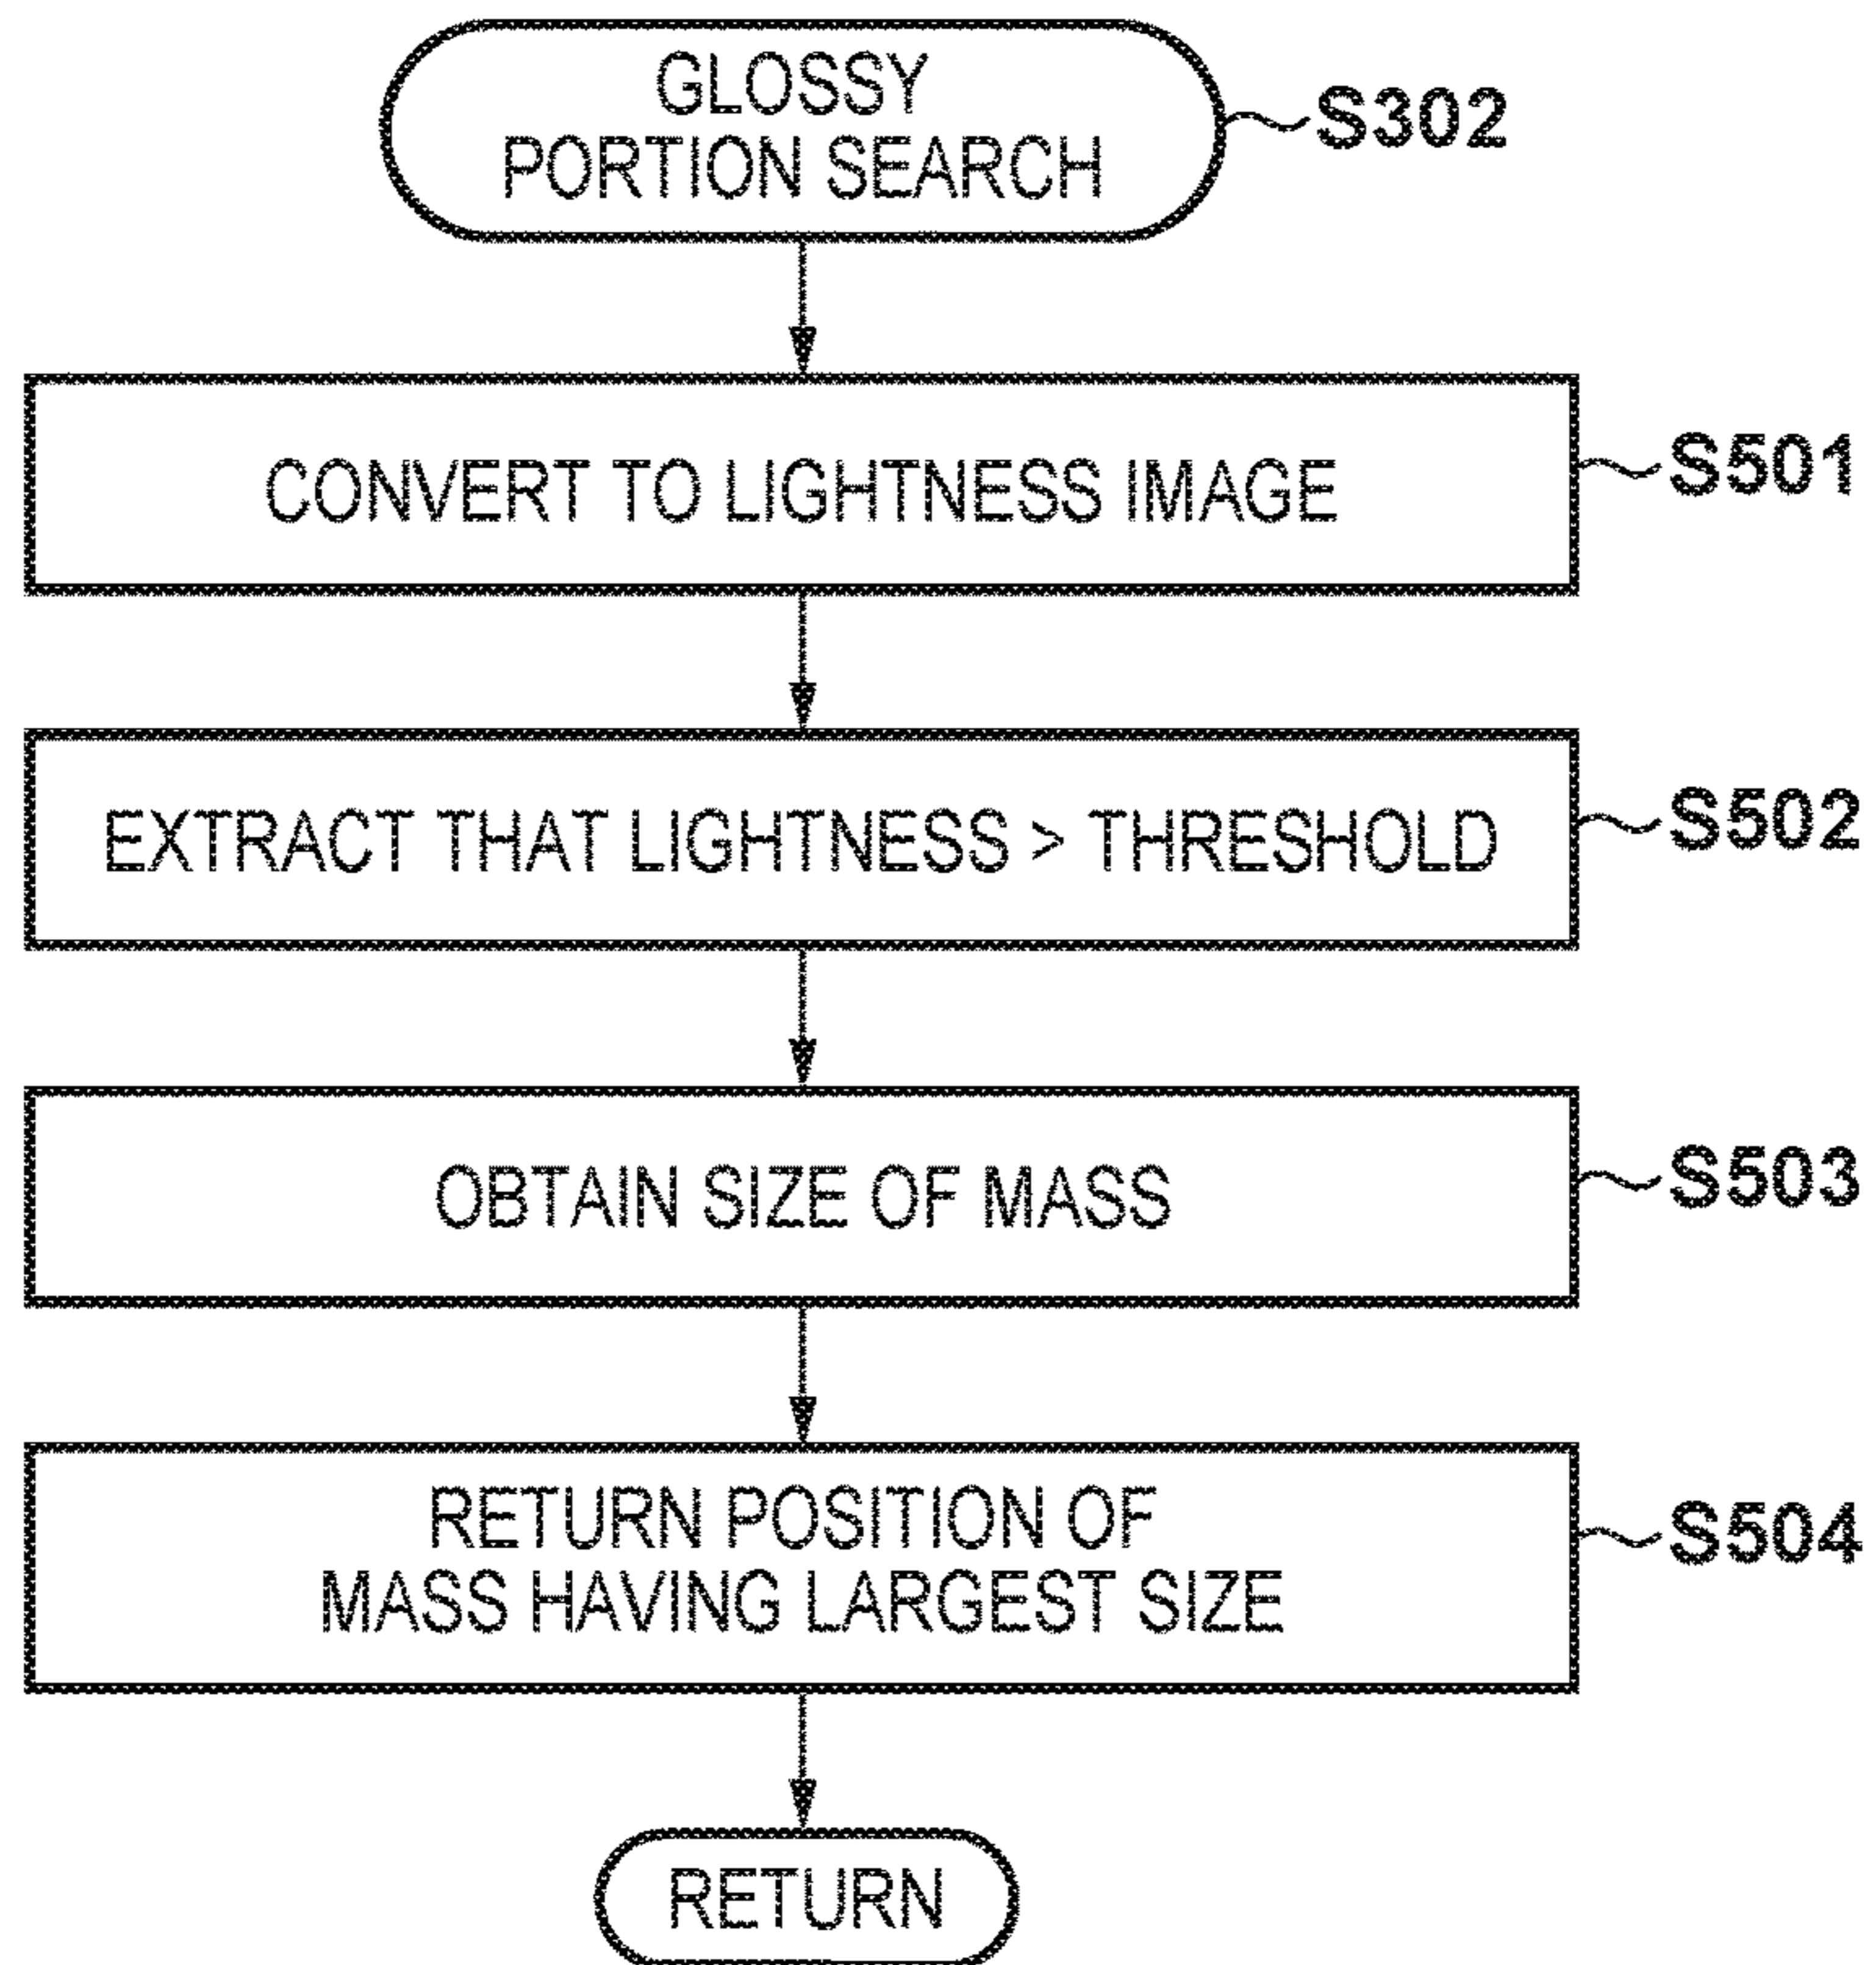 GLOSSY
PORTION SEARCH
S302
CONVERT TO LIGHTNESS IMAGE
S501
EXTRACT THAT LIGHTNESS > THRESHOLD
S502
OBTAIN SIZE OF MASS
S503
RETURN POSITION OF
MASS HAVING LARGEST SIZE
S504
RETURN